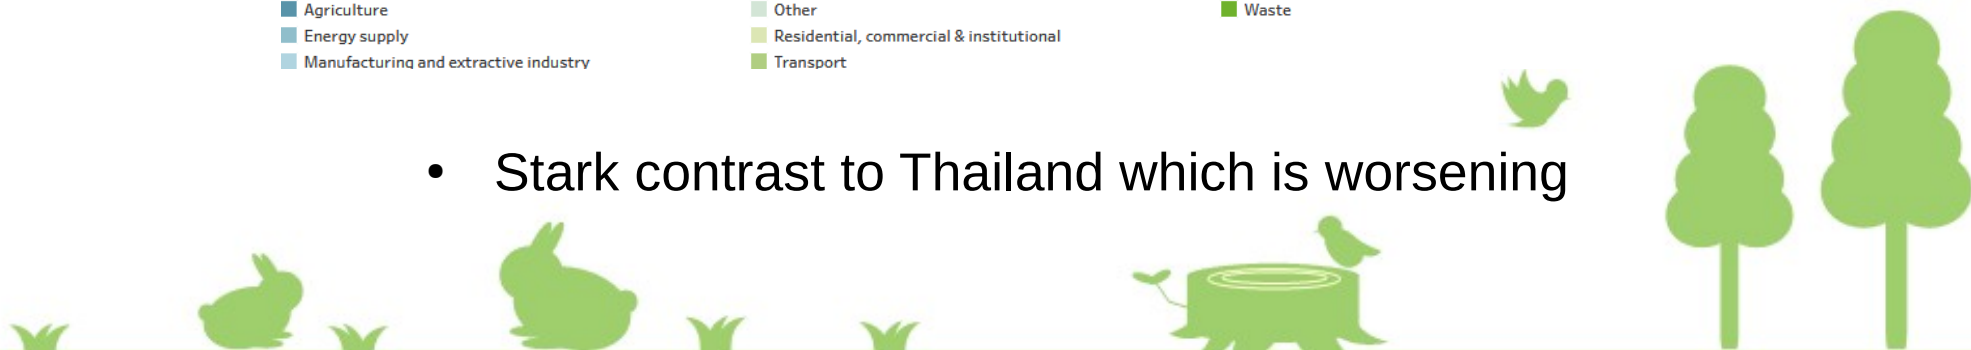 Agriculture
Other
Waste
Energy supply
Residential, commercial & institutional
Manufacturing and extractive industry
Transport
• Stark contrast to Thailand which is worsening